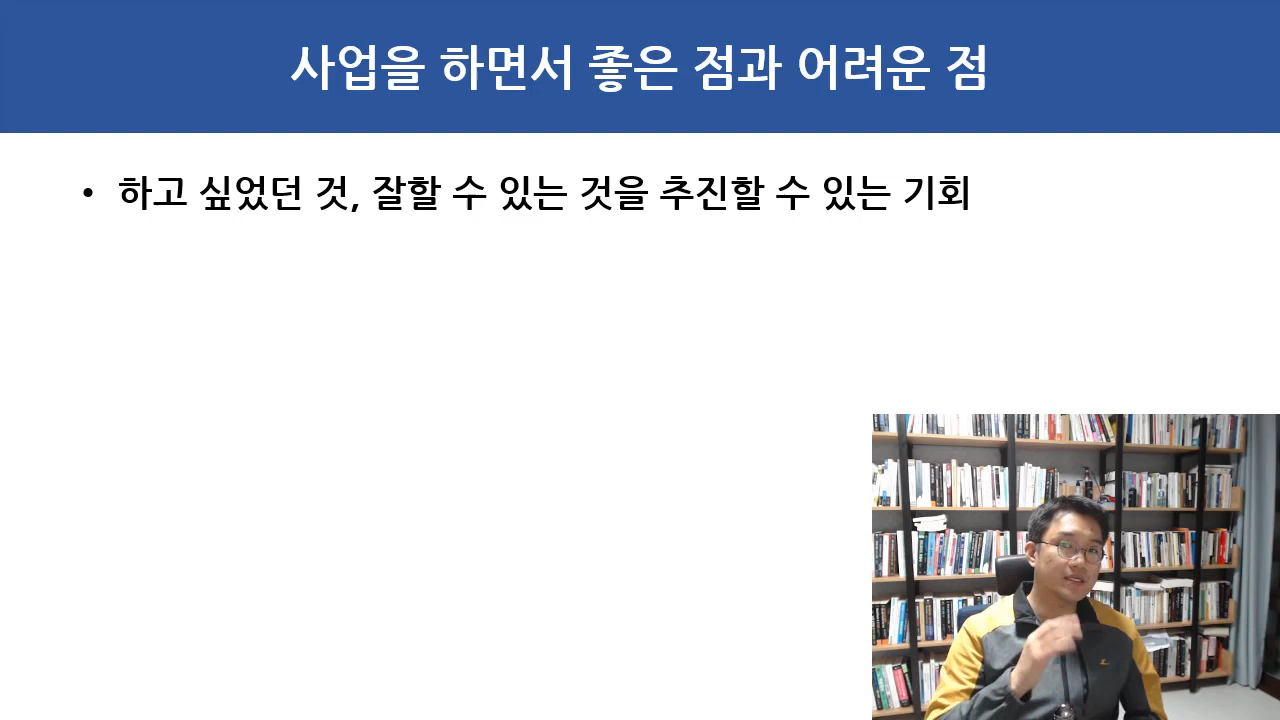 사업을 하면서 좋은 점과 어려운 점
• 하고 싶었던 것, 잘할 수 있는 것을 추진할 수 있는 기회